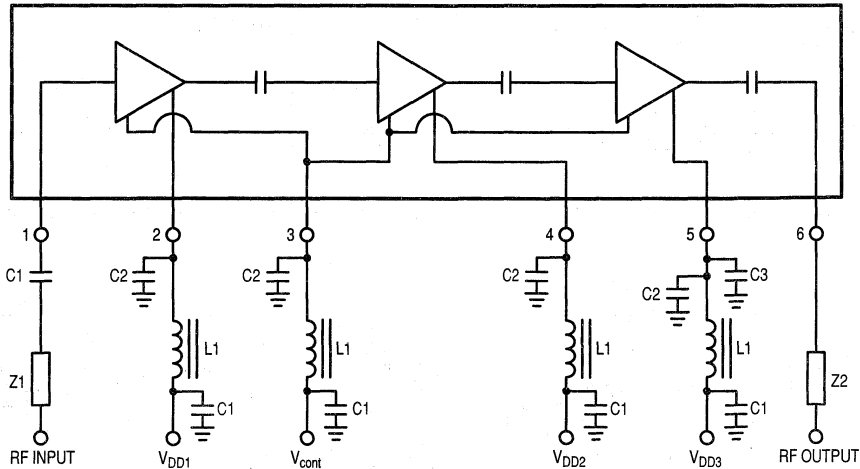 1 2 3 4 5 6
C1 C2 C2 C2 C2 C3
Z1 L1 L1 L1 L1 Z2
C1 C1 C1 C1
RF INPUT VDD1 Vcont VDD2 VDD3 RF OUTPUT